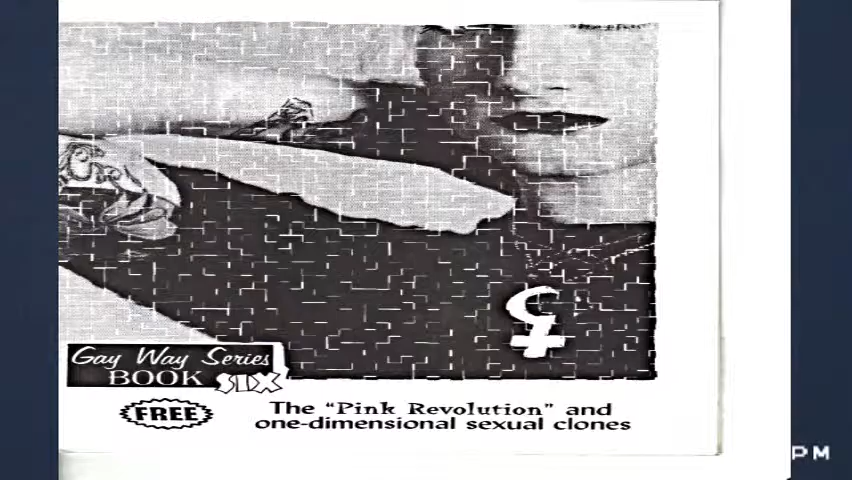 Gay Way Series
BOOK SIX
FREE
The “Pink Revolution” and
one-dimensional sexual clones
PM